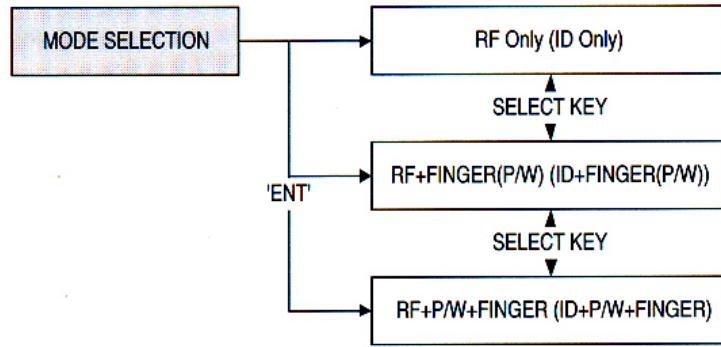 MODE SELECTION
RF Only (ID Only)
SELECT KEY
RF+FINGER(P/W) (ID+FINGER(P/W))
'ENT'
SELECT KEY
RF+P/W+FINGER (ID+P/W+FINGER)